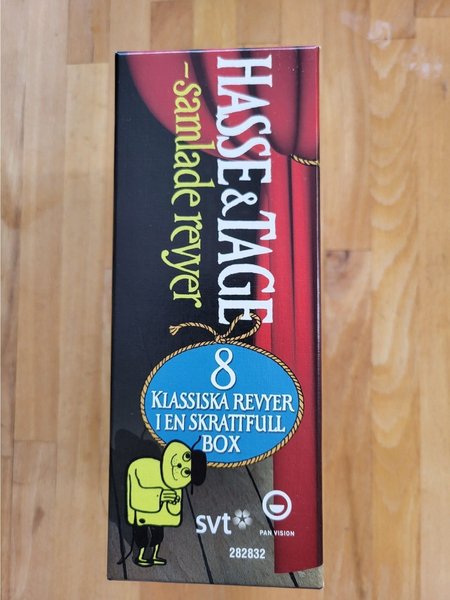 HASSE & TAGE
-samlade revyer
8
KLASSISKA REVYER
I EN SKRATTFULL
BOX
svt
PAN VISION
282832